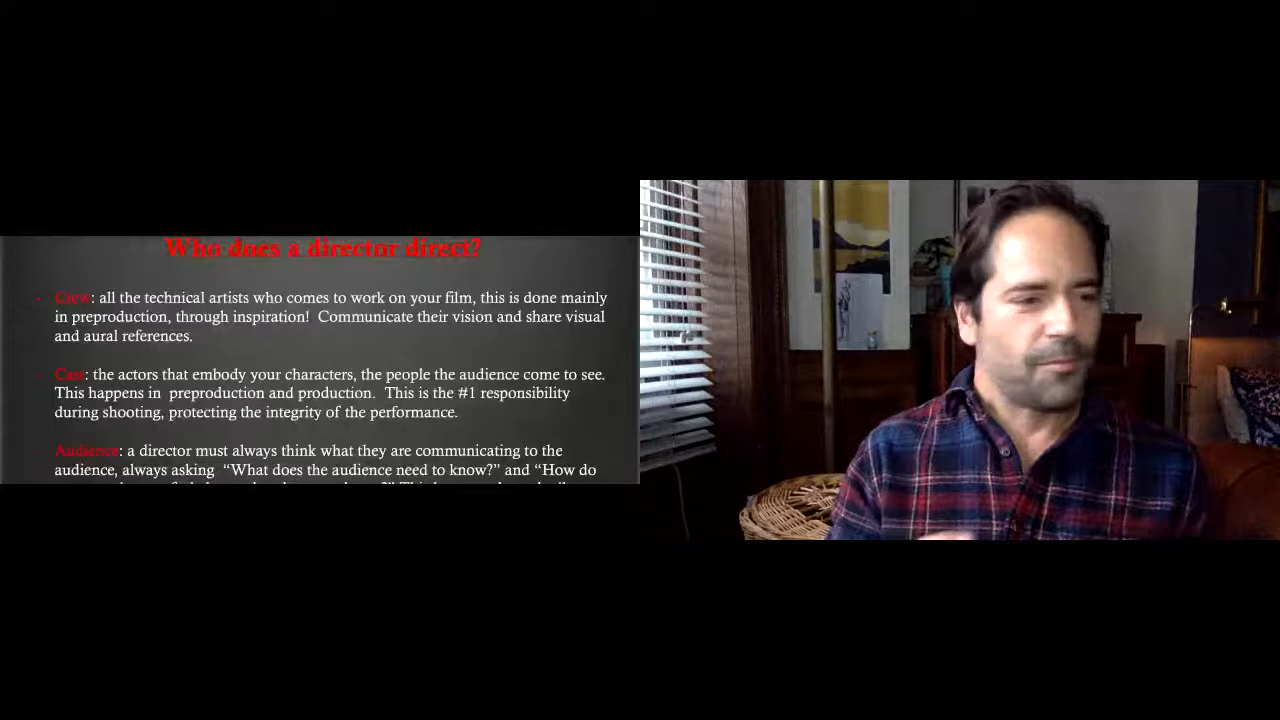 Who does a director direct?
Crew: all the technical artists who comes to work on your film, this is done mainly
in preproduction, through inspiration! Communicate their vision and share visual
and aural references.
Cast: the actors that embody your characters, the people the audience come to see.
This happens in preproduction and production. This is the #1 responsibility
during shooting, protecting the integrity of the performance.
Audience: a director must always think what they are communicating to the
audience, always asking “What does the audience need to know?” and “How do